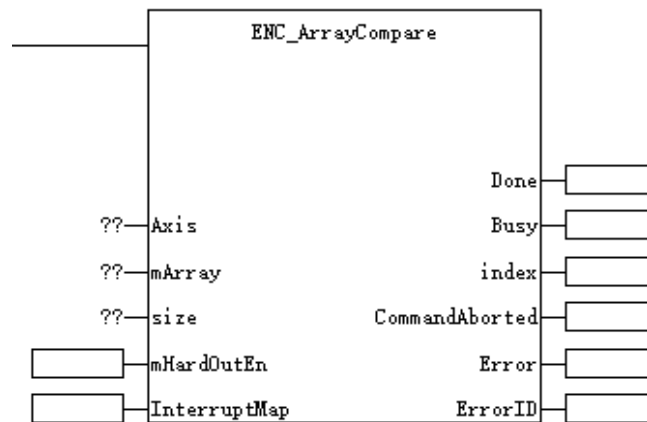 ENC_ArrayCompare
Done
?? Axis Busy
?? mArray index
?? size CommandAborted
mHardOutEn Error
InterruptMap ErrorID